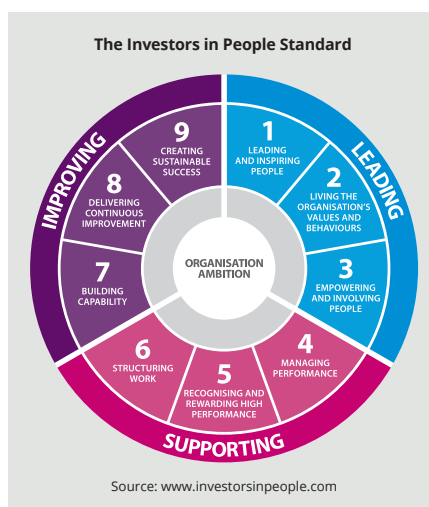 The Investors in People Standard
LEADING
1
LEADING
AND INSPIRING
PEOPLE
2
LIVING THE
ORGANISATION'S
VALUES AND
BEHAVIOURS
3
EMPOWERING
AND INVOLVING
PEOPLE
SUPPORTING
4
MANAGING
PERFORMANCE
5
RECOGNISING AND
REWARDING HIGH
PERFORMANCE
6
STRUCTURING
WORK
IMPROVING
7
BUILDING
CAPABILITY
8
DELIVERING
CONTINUOUS
IMPROVEMENT
9
CREATING
SUSTAINABLE
SUCCESS
ORGANISATION
AMBITION
Source: www.investorsinpeople.com